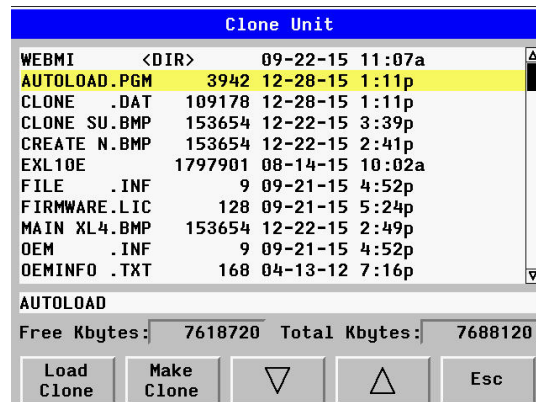 Clone Unit
WEBMI <DIR> 09-22-15 11:07a
AUTOLOAD.PGM 3942 12-28-15 1:11p
CLONE .DAT 109178 12-28-15 1:11p
CLONE SU.BMP 153654 12-22-15 3:39p
CREATE N.BMP 153654 12-22-15 2:41p
EXL10E 1797901 08-14-15 10:02a
FILE .INF 9 09-21-15 4:52p
FIRMWARE.LIC 128 09-21-15 5:24p
MAIN XL4.BMP 153654 12-22-15 2:49p
OEM .INF 9 09-21-15 4:52p
OEMINFO .TXT 168 04-13-12 7:16p
AUTOLOAD
Free Kbytes: 7618720 Total Kbytes: 7688120
Load Clone
Make Clone
Esc